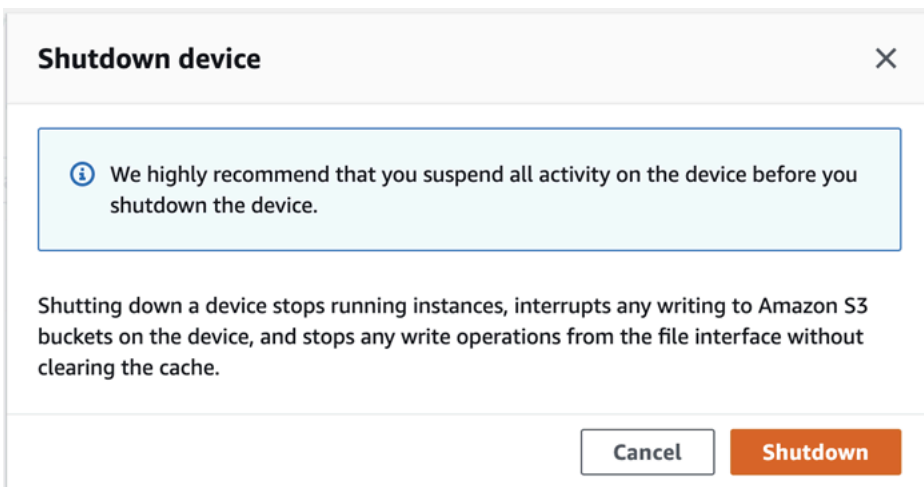 Shutdown device
We highly recommend that you suspend all activity on the device before you
shutdown the device.
Shutting down a device stops running instances, interrupts any writing to Amazon S3
buckets on the device, and stops any write operations from the file interface without
clearing the cache.
Cancel Shutdown